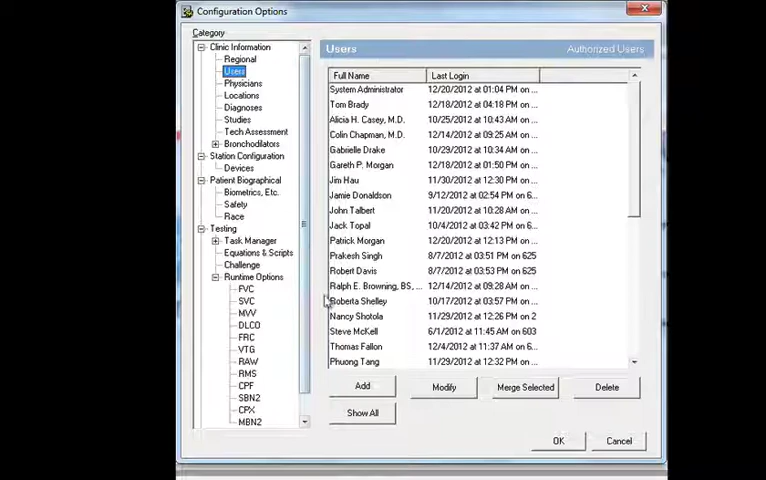 Configuration Options
Category
Clinic Information
Regional
Users
Physicians
Locations
Diagnoses
Studies
Tech Assessment
Bronchodilators
Station Configuration
Devices
Patient Biographical
Biometrics, Etc.
Safety
Race
Testing
Task Manager
Equations & Scripts
Challenge
Runtime Options
FVC
SVC
MVV
DLCO
FRC
VTG
RAW
RMS
CPF
SBN2
CPX
MBN2
Users Authorized Users
Full Name Last Login
System Administrator 12/20/2012 at 01:04 PM on ...
Tom Brady 12/18/2012 at 04:18 PM on ...
Alicia H. Casey, M.D. 10/25/2012 at 10:43 AM on ...
Colin Chapman, M.D. 12/14/2012 at 09:25 AM on ...
Gabrielle Drake 10/29/2012 at 10:34 AM on ...
Gareth P. Morgan 12/18/2012 at 01:50 PM on ...
Jim Hau 11/30/2012 at 12:30 PM on ...
Jamie Donaldson 9/12/2012 at 02:54 PM on 6...
John Talbert 11/20/2012 at 10:28 AM on ...
Jack Topal 10/4/2012 at 03:42 PM on 6...
Patrick Morgan 12/20/2012 at 12:13 PM on ...
Prakesh Singh 8/7/2012 at 03:51 PM on 625
Robert Davis 8/7/2012 at 03:53 PM on 625
Ralph E. Browning, BS, ... 12/14/2012 at 09:28 AM on ...
Roberta Shelley 10/17/2012 at 03:57 PM on ...
Nancy Shotola 11/29/2012 at 12:26 PM on 2
Steve McKell 6/1/2012 at 11:45 AM on 603
Thomas Fallon 12/4/2012 at 11:37 AM on 6...
Phuong Tang 11/29/2012 at 12:32 PM on ...
Add Modify Merge Selected Delete
Show All
OK Cancel